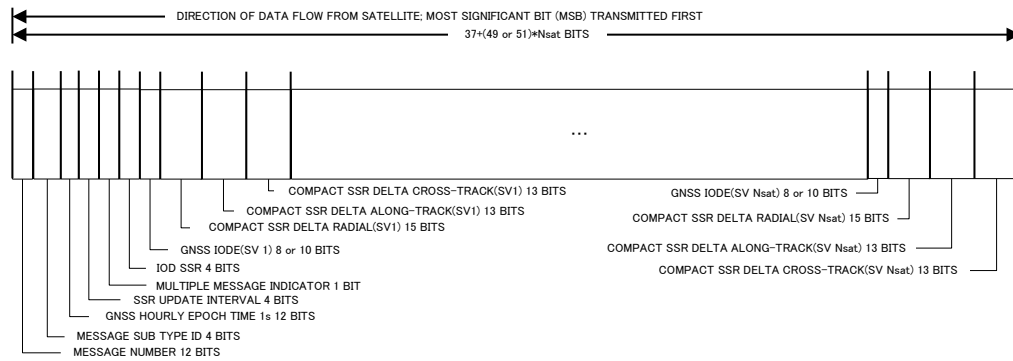 DIRECTION OF DATA FLOW FROM SATELLITE; MOST SIGNIFICANT BIT (MSB) TRANSMITTED FIRST
37+(49 or 51)*Nsat BITS
...
COMPACT SSR DELTA CROSS-TRACK(SV1) 13 BITS
GNSS IODE(SV Nsat) 8 or 10 BITS
COMPACT SSR DELTA ALONG-TRACK(SV1) 13 BITS
COMPACT SSR DELTA RADIAL(SV Nsat) 15 BITS
COMPACT SSR DELTA RADIAL(SV1) 15 BITS
GNSS IODE(SV 1) 8 or 10 BITS
COMPACT SSR DELTA ALONG-TRACK(SV Nsat) 13 BITS
IOD SSR 4 BITS
COMPACT SSR DELTA CROSS-TRACK(SV Nsat) 13 BITS
MULTIPLE MESSAGE INDICATOR 1 BIT
SSR UPDATE INTERVAL 4 BITS
GNSS HOURLY EPOCH TIME 1s 12 BITS
MESSAGE SUB TYPE ID 4 BITS
MESSAGE NUMBER 12 BITS